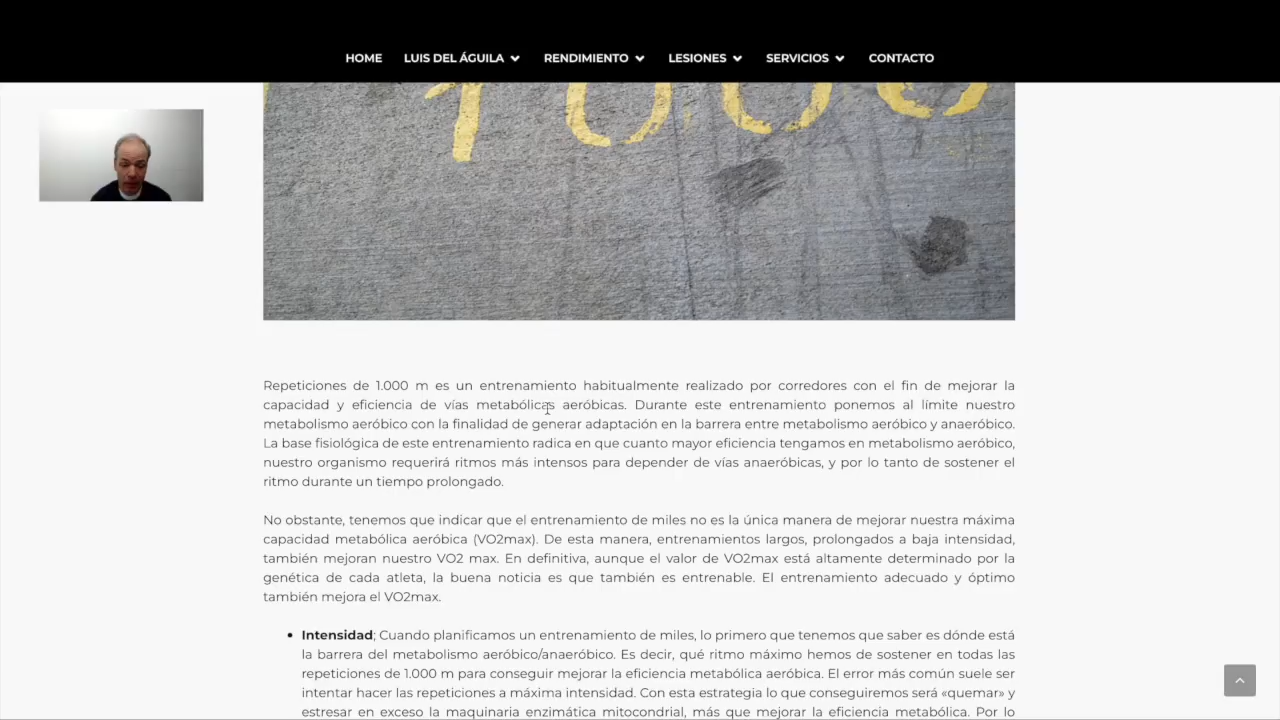 HOME LUIS DEL ÁGUILA RENDIMIENTO LESIONES SERVICIOS CONTACTO
1000
Repeticiones de 1.000 m es un entrenamiento habitualmente realizado por corredores con el fin de mejorar la
capacidad y eficiencia de vías metabólicas aeróbicas. Durante este entrenamiento ponemos al límite nuestro
metabolismo aeróbico con la finalidad de generar adaptación en la barrera entre metabolismo aeróbico y anaeróbico.
La base fisiológica de este entrenamiento radica en que cuanto mayor eficiencia tengamos en metabolismo aeróbico,
nuestro organismo requerirá ritmos más intensos para depender de vías anaeróbicas, y por lo tanto de sostener el
ritmo durante un tiempo prolongado.
No obstante, tenemos que indicar que el entrenamiento de miles no es la única manera de mejorar nuestra máxima
capacidad metabólica aeróbica (VO2max). De esta manera, entrenamientos largos, prolongados a baja intensidad,
también mejoran nuestro VO2 max. En definitiva, aunque el valor de VO2max está altamente determinado por la
genética de cada atleta, la buena noticia es que también es entrenable. El entrenamiento adecuado y óptimo
también mejora el VO2max.
• Intensidad; Cuando planificamos un entrenamiento de miles, lo primero que tenemos que saber es dónde está
la barrera del metabolismo aeróbico/anaeróbico. Es decir, qué ritmo máximo hemos de sostener en todas las
repeticiones de 1.000 m para conseguir mejorar la eficiencia metabólica aeróbica. El error más común suele ser
intentar hacer las repeticiones a máxima intensidad. Con esta estrategia lo que conseguiremos será «quemar» y
estresar en exceso la maquinaria enzimática mitocondrial, más que mejorar la eficiencia metabólica. Por lo